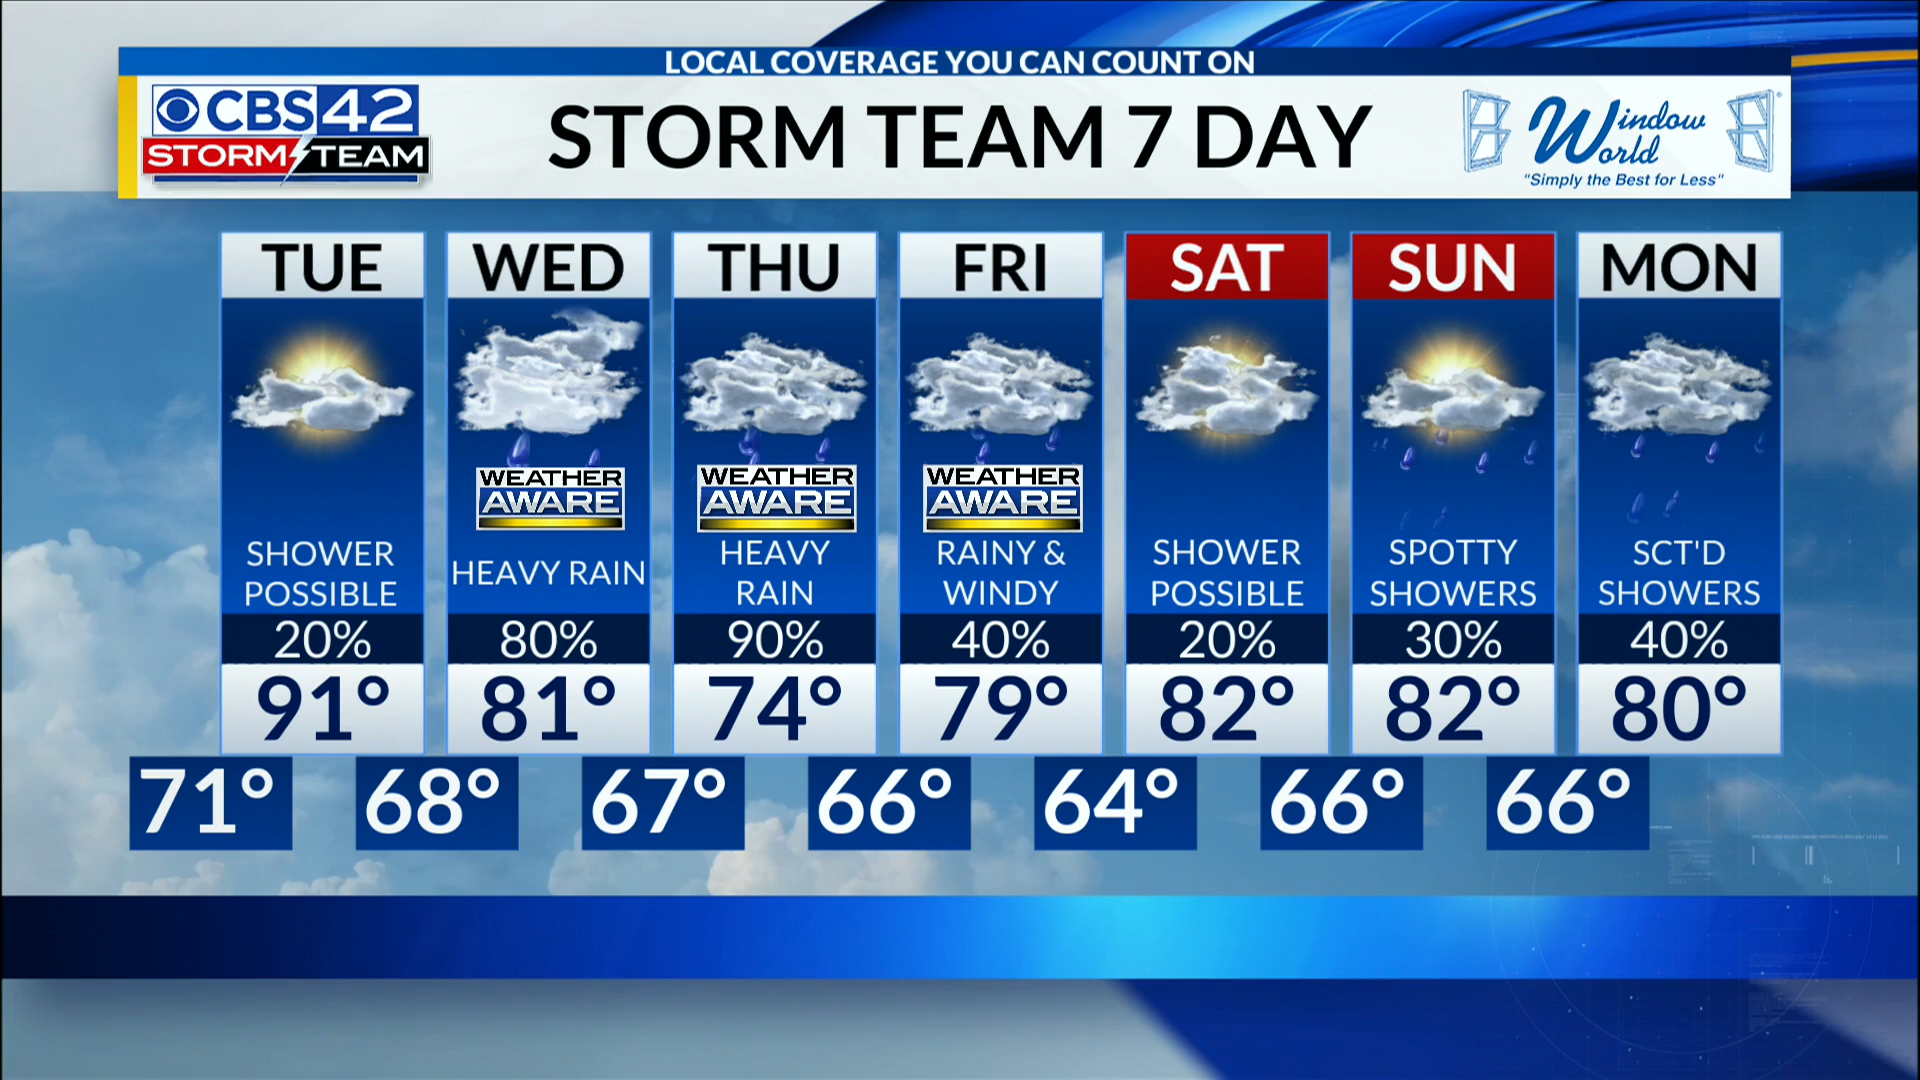 LOCAL COVERAGE YOU CAN COUNT ON
CBS 42
STORM TEAM
STORM TEAM 7 DAY
Window
World
"Simply the Best for Less"
TUE WED THU FRI SAT SUN MON
WEATHER AWARE
WEATHER AWARE
WEATHER AWARE
SHOWER POSSIBLE
HEAVY RAIN
HEAVY RAIN
RAINY & WINDY
SHOWER POSSIBLE
SPOTTY SHOWERS
SCT'D SHOWERS
20% 80% 90% 40% 20% 30% 40%
91° 81° 74° 79° 82° 82° 80°
71° 68° 67° 66° 64° 66° 66°